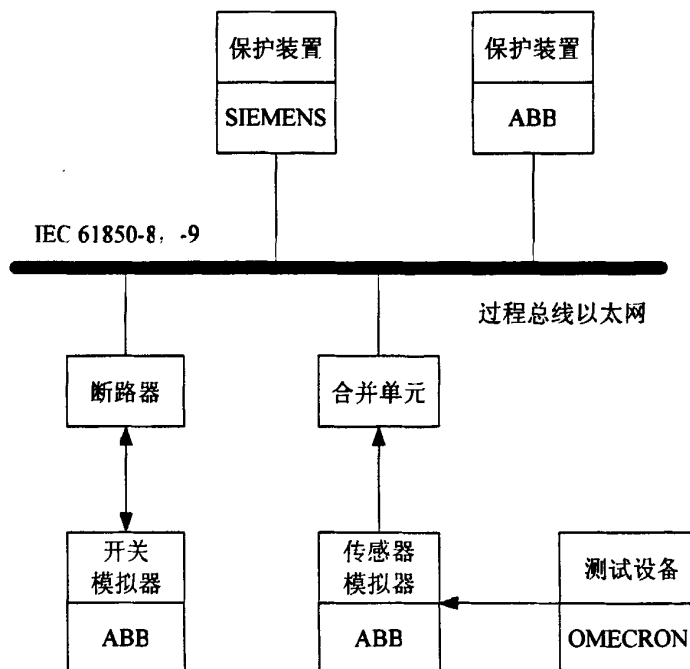 保护装置
保护装置
SIEMENS
ABB
IEC 61850-8，-9
过程总线以太网
断路器
合并单元
开关
模拟器
ABB
传感器
模拟器
ABB
测试设备
OMECRON